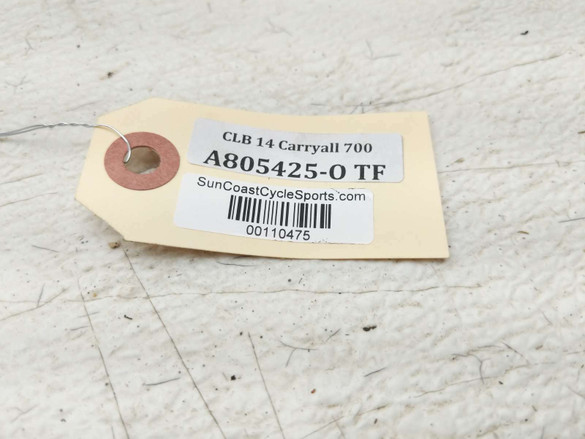 CLB 14 Carryall 700
A805425-O TF
SunCoastCycleSports.com
00110475